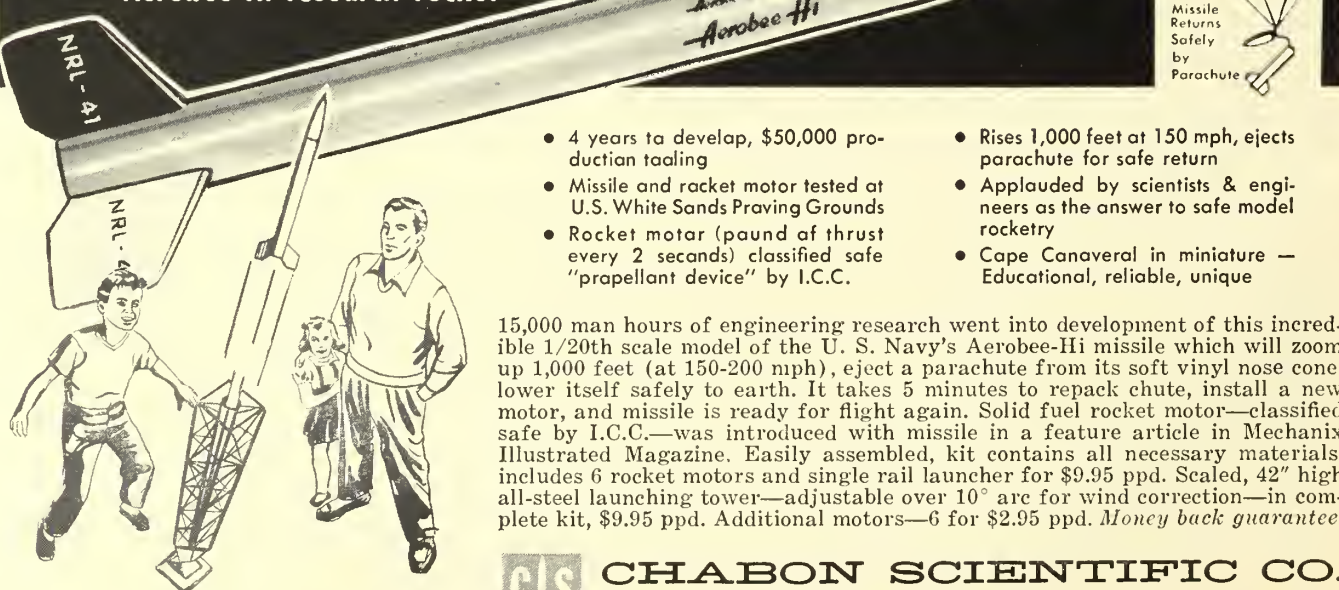 Aerobee Hi
Missile
Returns
Safely
by
Parachute
NRL-41
NRL-4
• 4 years ta develap, $50,000 pro-
duction taaling
• Missile and racket motor tested at
U.S. White Sands Praving Grounds
• Rocket motar (paund af thrust
every 2 seconds) classified safe
"prapellant device" by I.C.C.
• Rises 1,000 feet at 150 mph, ejects
parachute for safe return
• Applauded by scientists & engi-
neers as the answer to safe model
rocketry
• Cape Canaveral in miniature —
Educational, reliable, unique
15,000 man hours of engineering research went into development of this incred-
ible 1/20th scale model of the U. S. Navy's Aerobee-Hi missile which will zoom
up 1,000 feet (at 150-200 mph), eject a parachute from its soft vinyl nose cone
lower itself safely to earth. It takes 5 minutes to repack chute, install a new
motor, and missile is ready for flight again. Solid fuel rocket motor—classified
safe by I.C.C.—was introduced with missile in a feature article in Mechanix
Illustrated Magazine. Easily assembled, kit contains all necessary materials
includes 6 rocket motors and single rail launcher for $9.95 ppd. Scaled, 42″ high
all-steel launching tower—adjustable over 10° arc for wind correction—in com-
plete kit, $9.95 ppd. Additional motors—6 for $2.95 ppd. Money back guarantee
CS CHABON SCIENTIFIC CO.